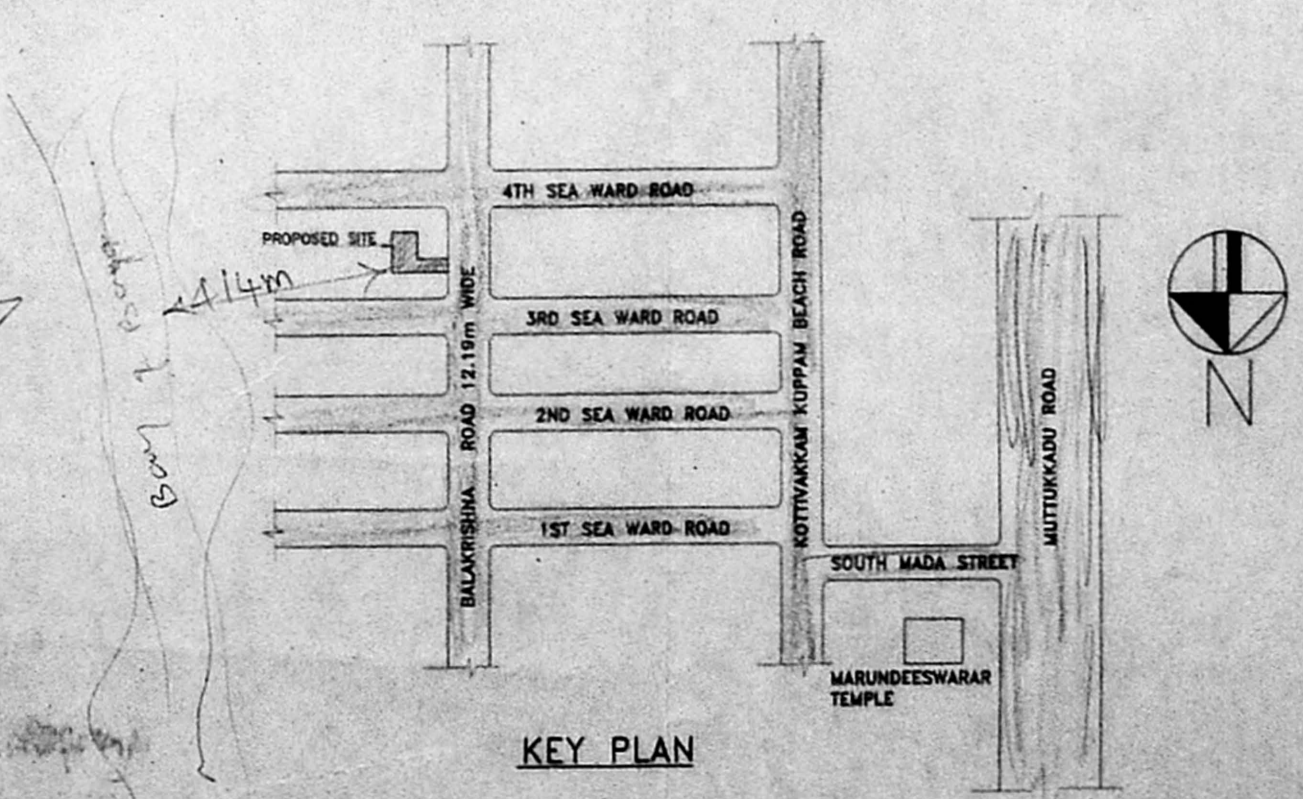 4TH SEA WARD ROAD
PROPOSED SITE
414m
3RD SEA WARD ROAD
2ND SEA WARD ROAD
1ST SEA WARD ROAD
BALAKRISHNA ROAD 12.19m WIDE
KOTTIVAKKAM KUPPAM BEACH ROAD
MUTTUKKADU ROAD
SOUTH MADA STREET
MARUNDEESWARAR
TEMPLE
N
Bay of
KEY PLAN